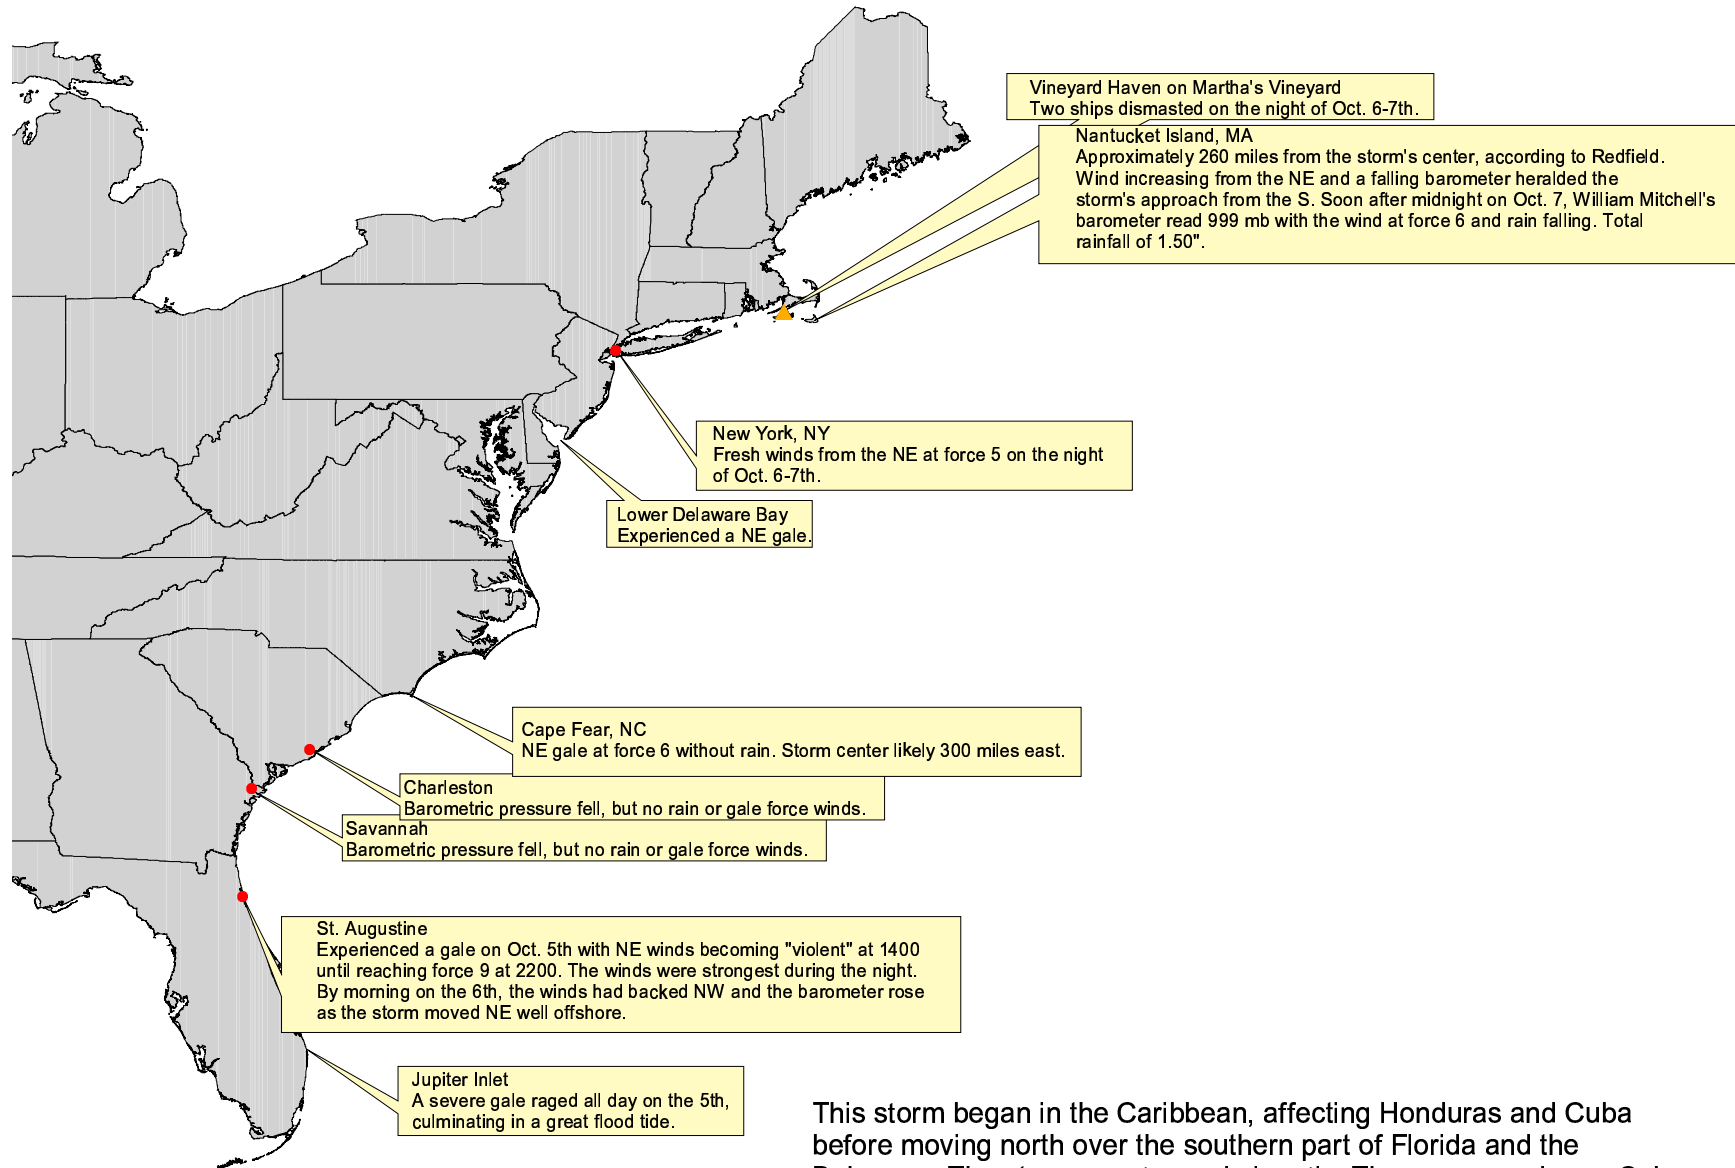 Vineyard Haven on Martha's Vineyard
Two ships dismasted on the night of Oct. 6-7th.
Nantucket Island, MA
Approximately 260 miles from the storm's center, according to Redfield.
Wind increasing from the NE and a falling barometer heralded the
storm's approach from the S. Soon after midnight on Oct. 7, William Mitchell's
barometer read 999 mb with the wind at force 6 and rain falling. Total
rainfall of 1.50".
New York, NY
Fresh winds from the NE at force 5 on the night
of Oct. 6-7th.
Lower Delaware Bay
Experienced a NE gale.
Cape Fear, NC
NE gale at force 6 without rain. Storm center likely 300 miles east.
Charleston
Barometric pressure fell, but no rain or gale force winds.
Savannah
Barometric pressure fell, but no rain or gale force winds.
St. Augustine
Experienced a gale on Oct. 5th with NE winds becoming "violent" at 1400
until reaching force 9 at 2200. The winds were strongest during the night.
By morning on the 6th, the winds had backed NW and the barometer rose
as the storm moved NE well offshore.
Jupiter Inlet
A severe gale raged all day on the 5th,
culminating in a great flood tide.
This storm began in the Caribbean, affecting Honduras and Cuba
before moving north over the southern part of Florida and the